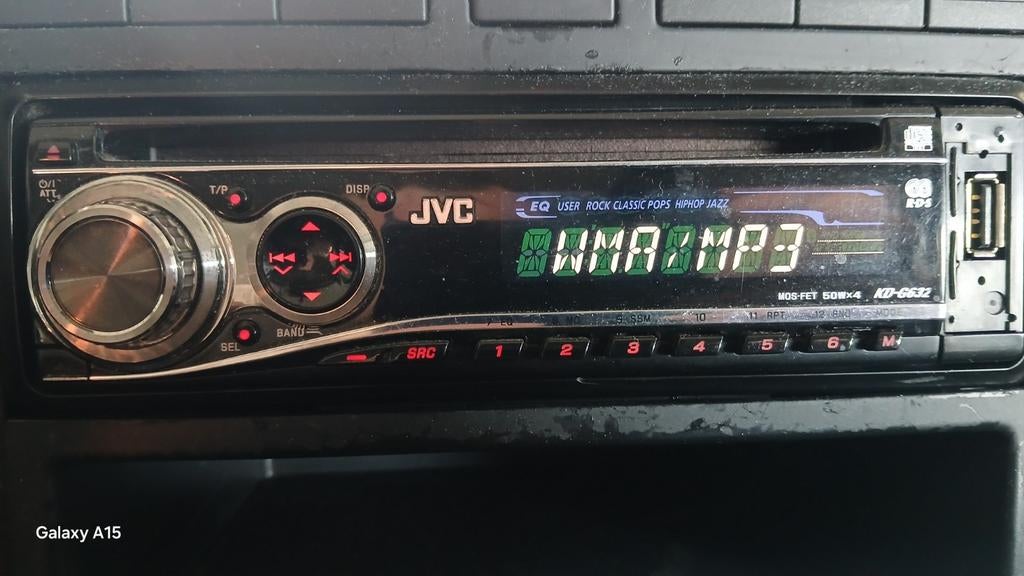 ⏻/I
ATT
T/P
DISP
JVC
EQ USER ROCK CLASSIC POPS HIPHOP JAZZ
R·D·S
WMA/MP3
MOS-FET 50W×4 KD-G632
SEL
BAND
7 EQ 8 MO 9 SSM 10 11 RPT 12 RND MODE
SRC 1 2 3 4 5 6 M
Galaxy A15